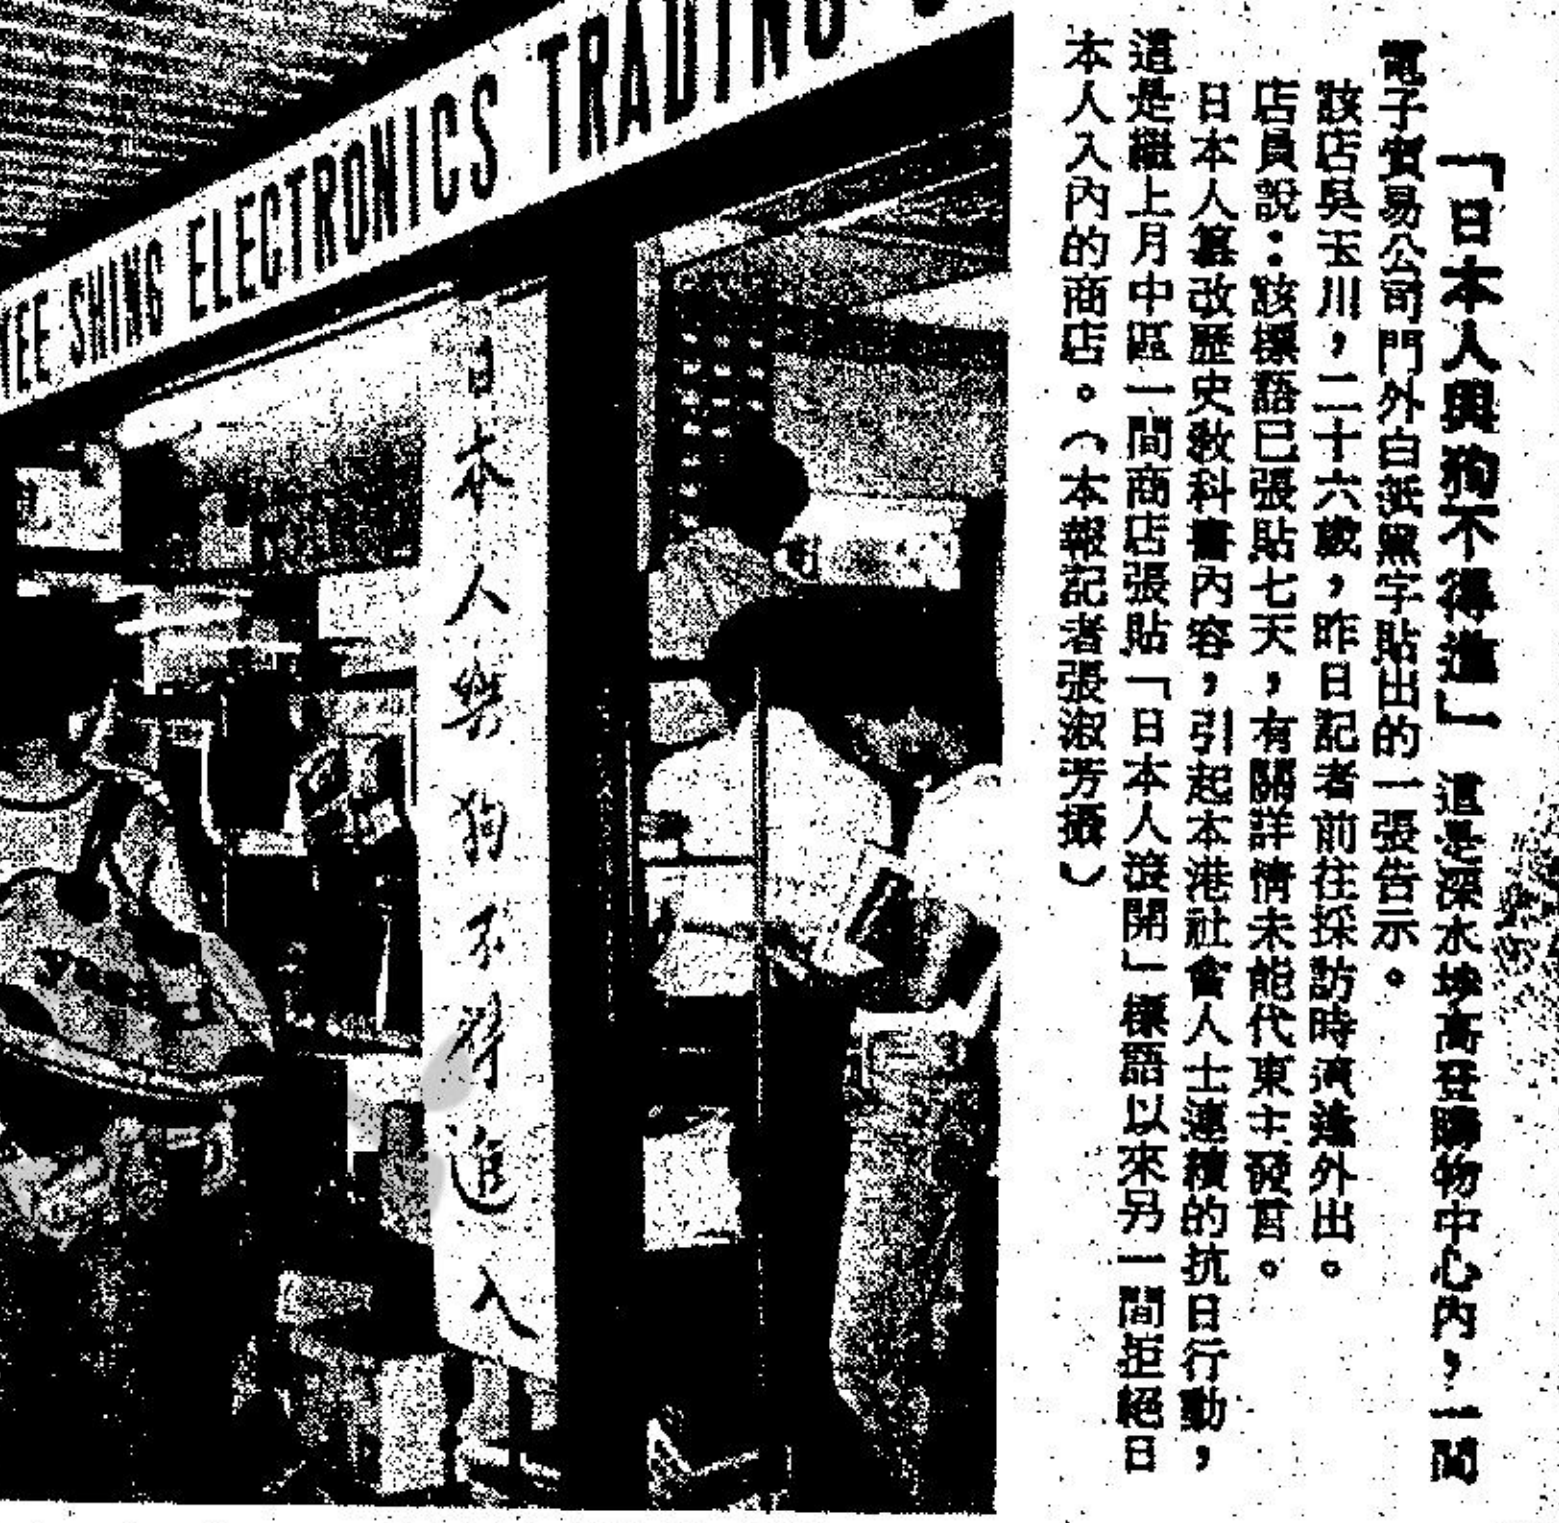 「日本人與狗不得進」 這是深水埗高登購物中心內，一間
電子貿易公司門外白紙黑字貼出的一張告示。
該店吳玉川，二十六歲，昨日記者前往採訪時湊逢外出。
店員說：該標語已張貼七天，有關詳情未能代東主發言。
日本人篡改歷史教科書內容，引起本港社會人士連續的抗日行動，
這是繼上月中區一間商店張貼「日本人滾開」標語以來另一間拒絕日
本人入內的商店。（本報記者張淑芳攝）
YEE SHING ELECTRONICS TRADING
日本人與狗不得進入